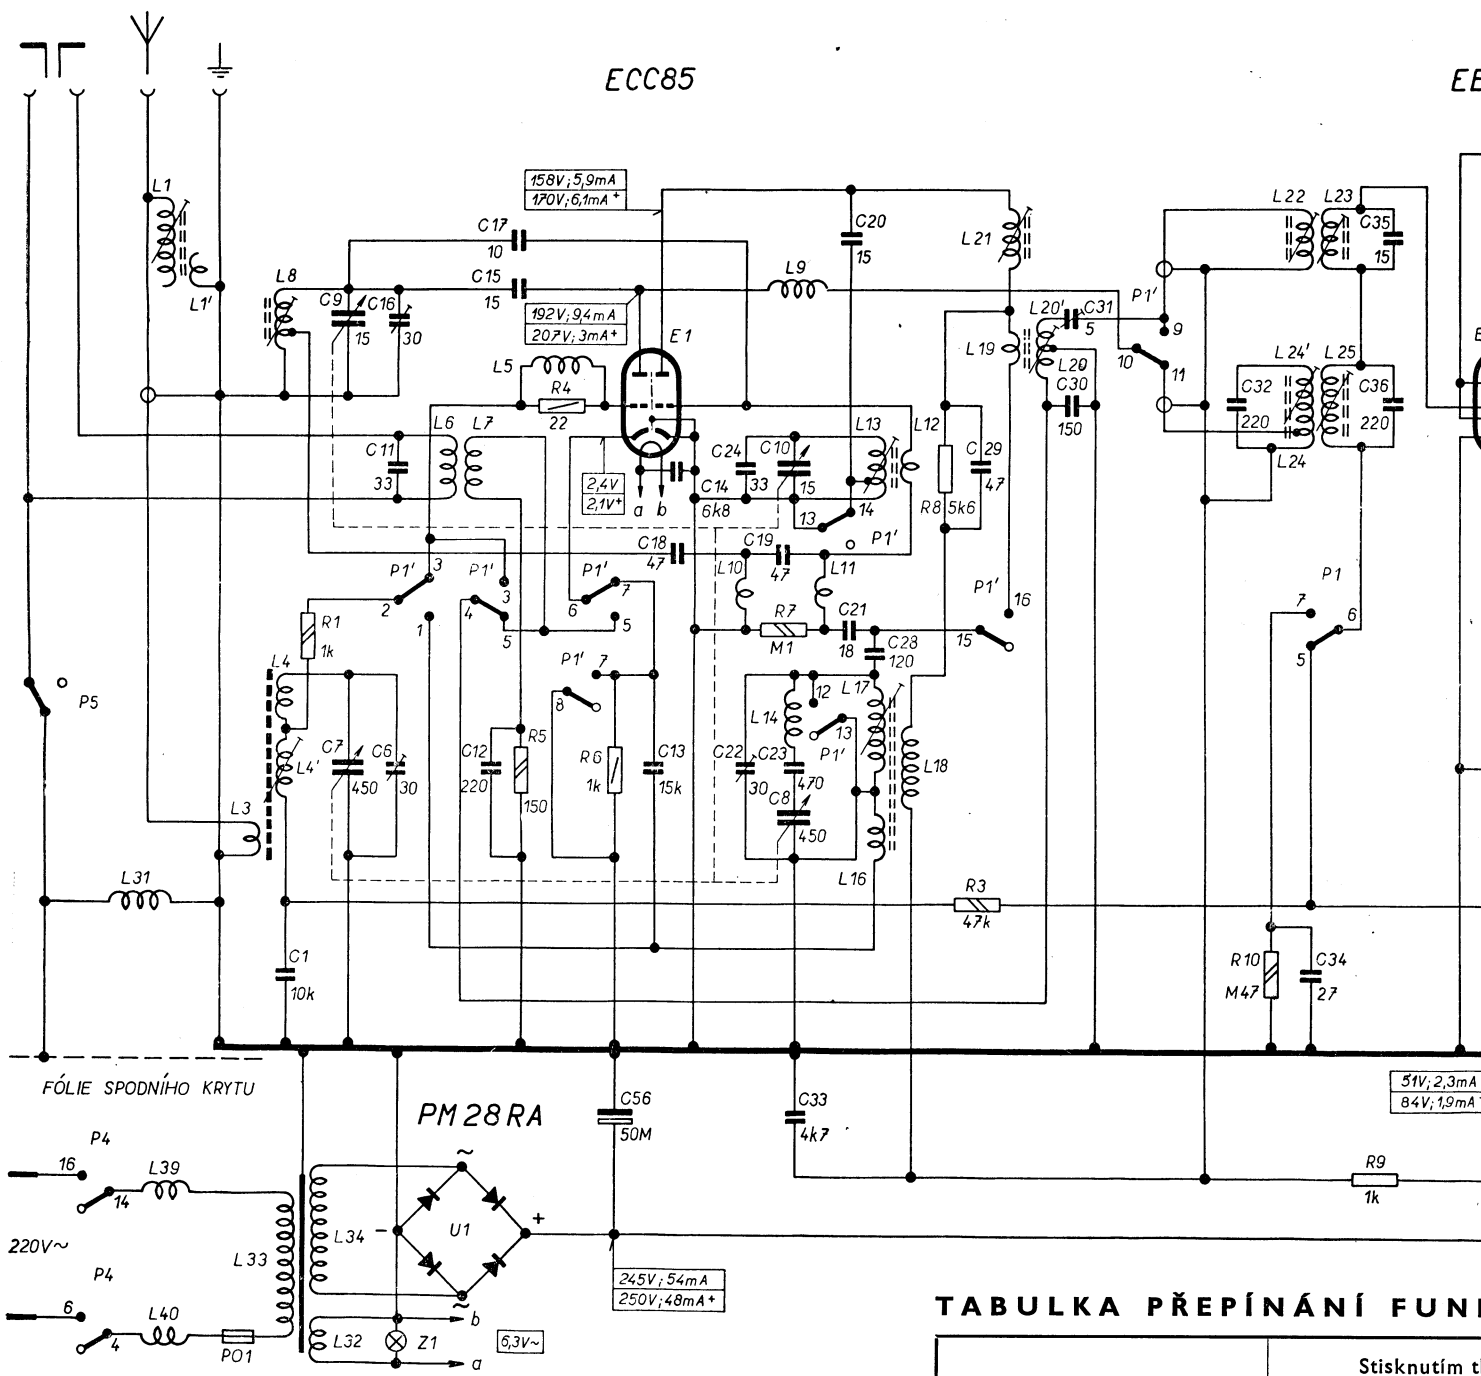 ECC85
L1
L1'
L8
C9
15
C16
30
C17
10
C15
15
158V; 5,9mA
170V; 6,1mA+
192V; 9,4mA
207V; 3mA+
E1
L9
C20
15
L21
L19
L20'
L20
C31
5
C30
150
P1'
9
10
11
L22
L23
C35
15
L24'
L25
C32
220
L24
C36
220
L5
R4
22
L6
L7
C11
33
2,4V
2,1V+
a
b
C14
6k8
C24
33
C10
15
L13
L12
13
14
P1'
R8
5k6
C29
47
C18
47
C19
47
L10
L11
R7
M1
C21
18
C28
120
P1'
16
15
P1'
3
2
1
P1'
3
4
5
P1'
7
6
5
P1'
7
8
R1
1k
L4
L4'
C7
450
C6
30
L3
P5
L31
C1
10k
C12
220
R5
150
R6
1k
C13
15k
L14
12
13
P1'
L17
L18
C22
30
C23
470
C8
450
L16
R3
47k
P1
7
6
5
R10
M47
C34
27
FÓLIE SPODNÍHO KRYTU
PM28RA
C56
50M
C33
4k7
51V; 2,3mA
84V; 1,9mA
R9
1k
P4
16
14
L39
220V~
L33
L34
~
-
U1
+
~
P4
6
4
L40
PO1
L32
Z1
b
a
6,3V~
245V; 54mA
250V; 48mA+
TABULKA PŘEPÍNÁNÍ FUN
Stisknutím